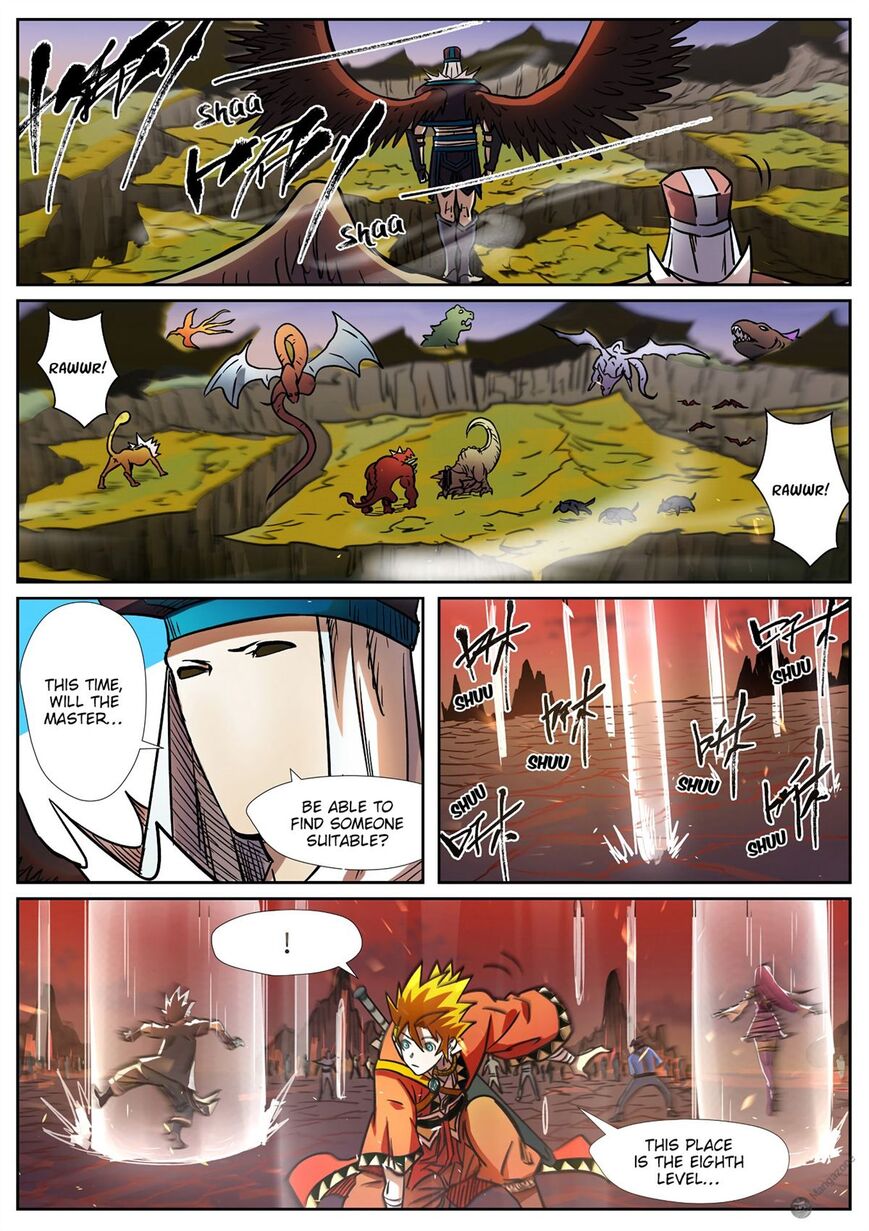 Shaa
Shaa
RAWWR!
RAWWR!
THIS TIME,
WILL THE
MASTER...
BE ABLE TO
FIND SOMEONE
SUITABLE?
SHUU
SHUU
SHUU
SHUU
SHUU
SHUU
!
THIS PLACE
IS THE EIGHTH
LEVEL...